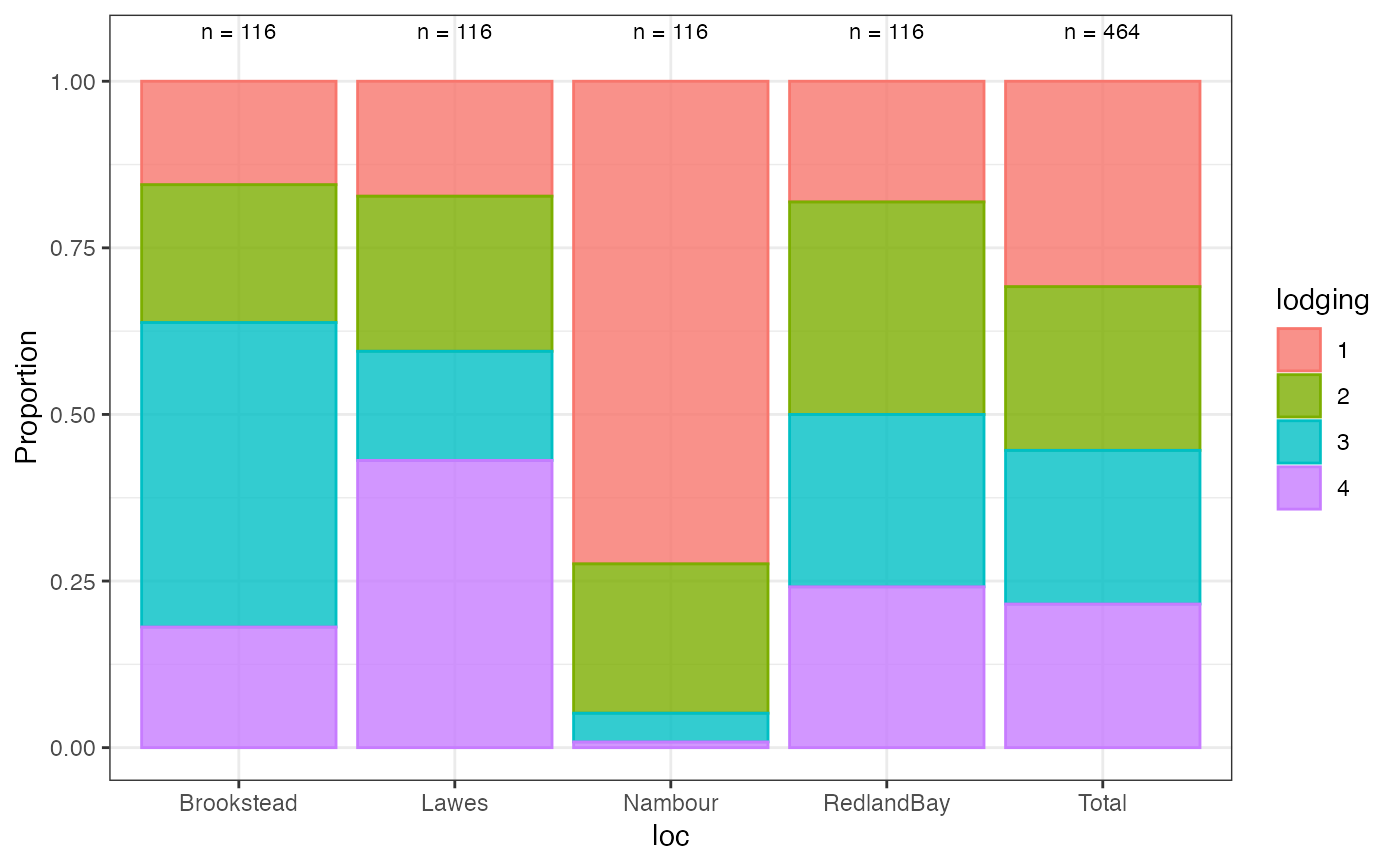 n = 116 n = 116 n = 116 n = 116 n = 464
1.00
0.75
0.50
0.25
0.00
Proportion
Brookstead Lawes Nambour RedlandBay Total
loc
lodging
1
2
3
4